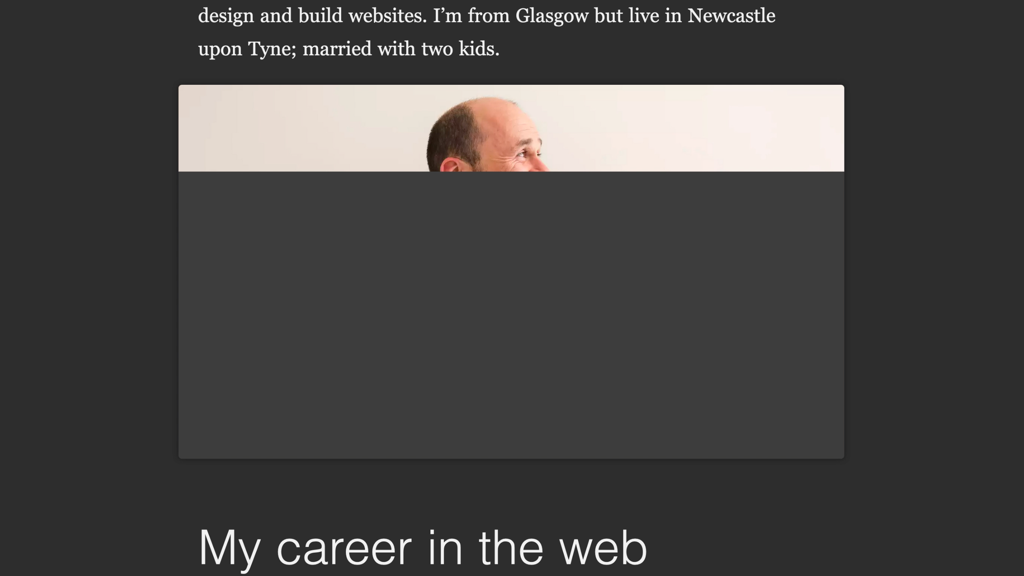 design and build websites. I’m from Glasgow but live in Newcastle
upon Tyne; married with two kids.
My career in the web